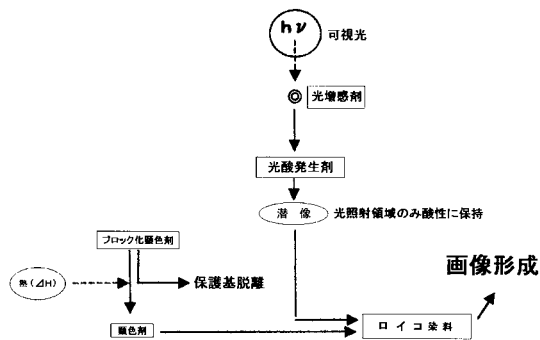 hν
可視光
光増感剤
光酸発生剤
潜像
光照射領域のみ酸性に保持
ブロック化顕色剤
画像形成
熱(⊿H)
保護基脱離
顕色剤
ロイコ染料